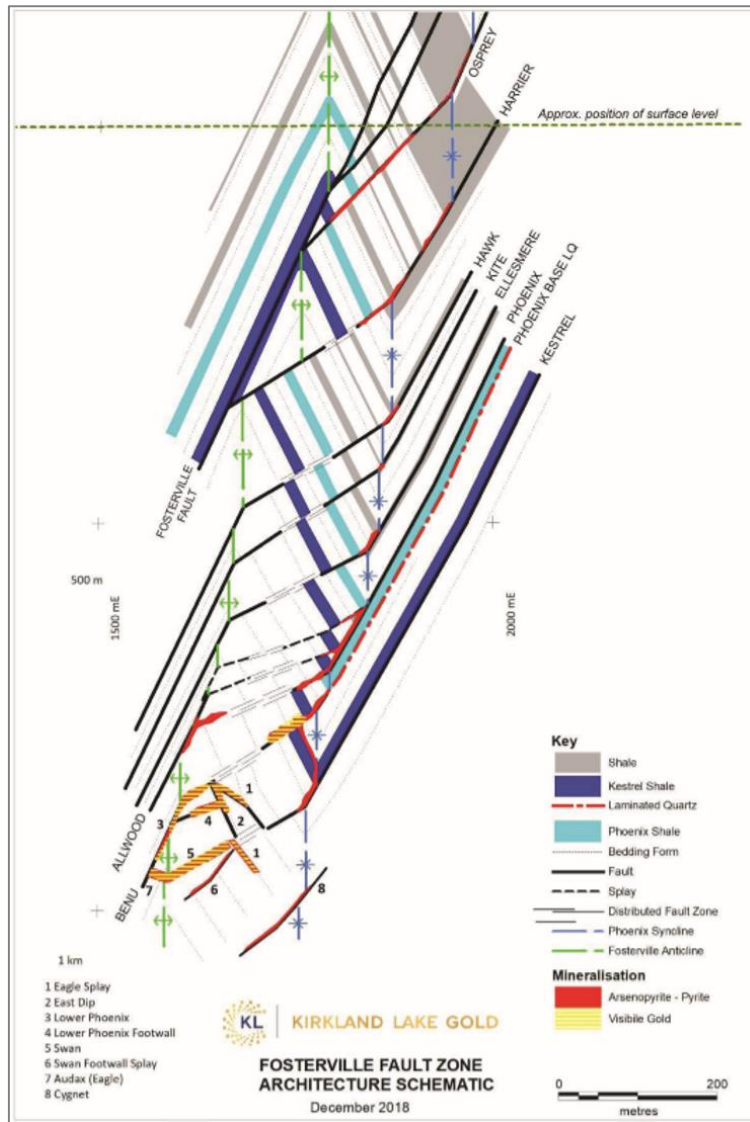 OSPREY
HARRIER
Approx. position of surface level
HAWK
KITE
ELLESMERE
PHOENIX
PHOENIX BASE LQ
KESTREL
FOSTERVILLE
FAULT
500 m
1500 mE
2000 mE
ALLWOOD
BENU
1
2
3
4
5
1
6
7
8
1 km
1 Eagle Splay
2 East Dip
3 Lower Phoenix
4 Lower Phoenix Footwall
5 Swan
6 Swan Footwall Splay
7 Audax (Eagle)
8 Cygnet
Key
Shale
Kestrel Shale
Laminated Quartz
Phoenix Shale
Bedding Form
Fault
Splay
Distributed Fault Zone
Phoenix Syncline
Fosterville Anticline
Mineralisation
Arsenopyrite - Pyrite
Visibile Gold
KL KIRKLAND LAKE GOLD
FOSTERVILLE FAULT ZONE
ARCHITECTURE SCHEMATIC
December 2018
0 200
metres